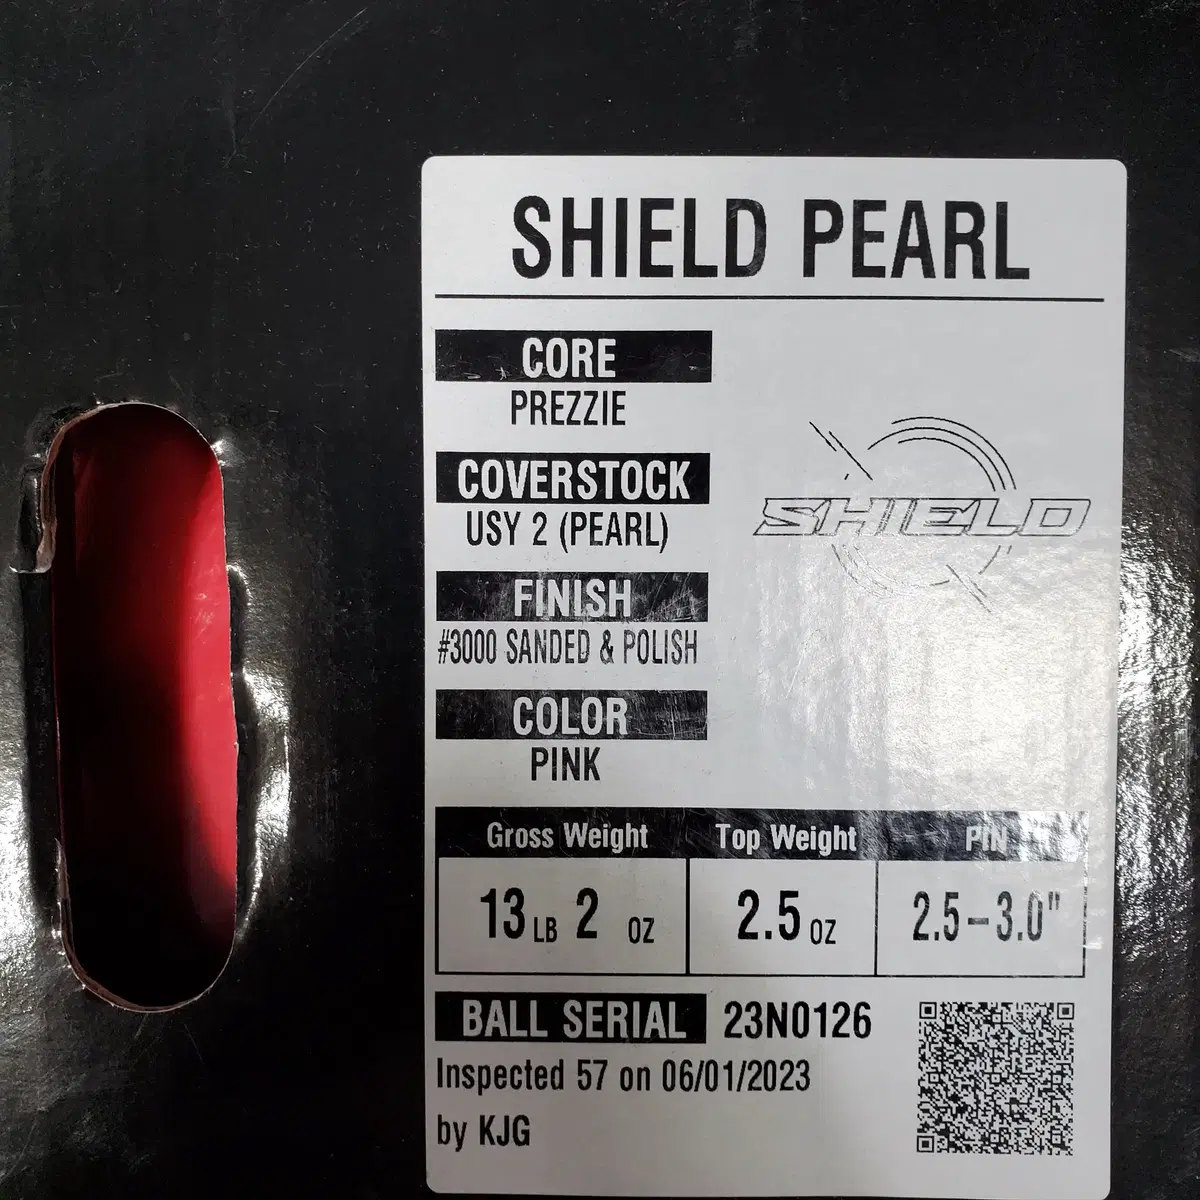 SHIELD PEARL
CORE
PREZZIE
COVERSTOCK
USY 2 (PEARL)
FINISH
#3000 SANDED & POLISH
COLOR
PINK
SHIELD
Gross Weight Top Weight PIN
13 LB 2 OZ 2.5 OZ 2.5-3.0"
BALL SERIAL 23N0126
Inspected 57 on 06/01/2023
by KJG